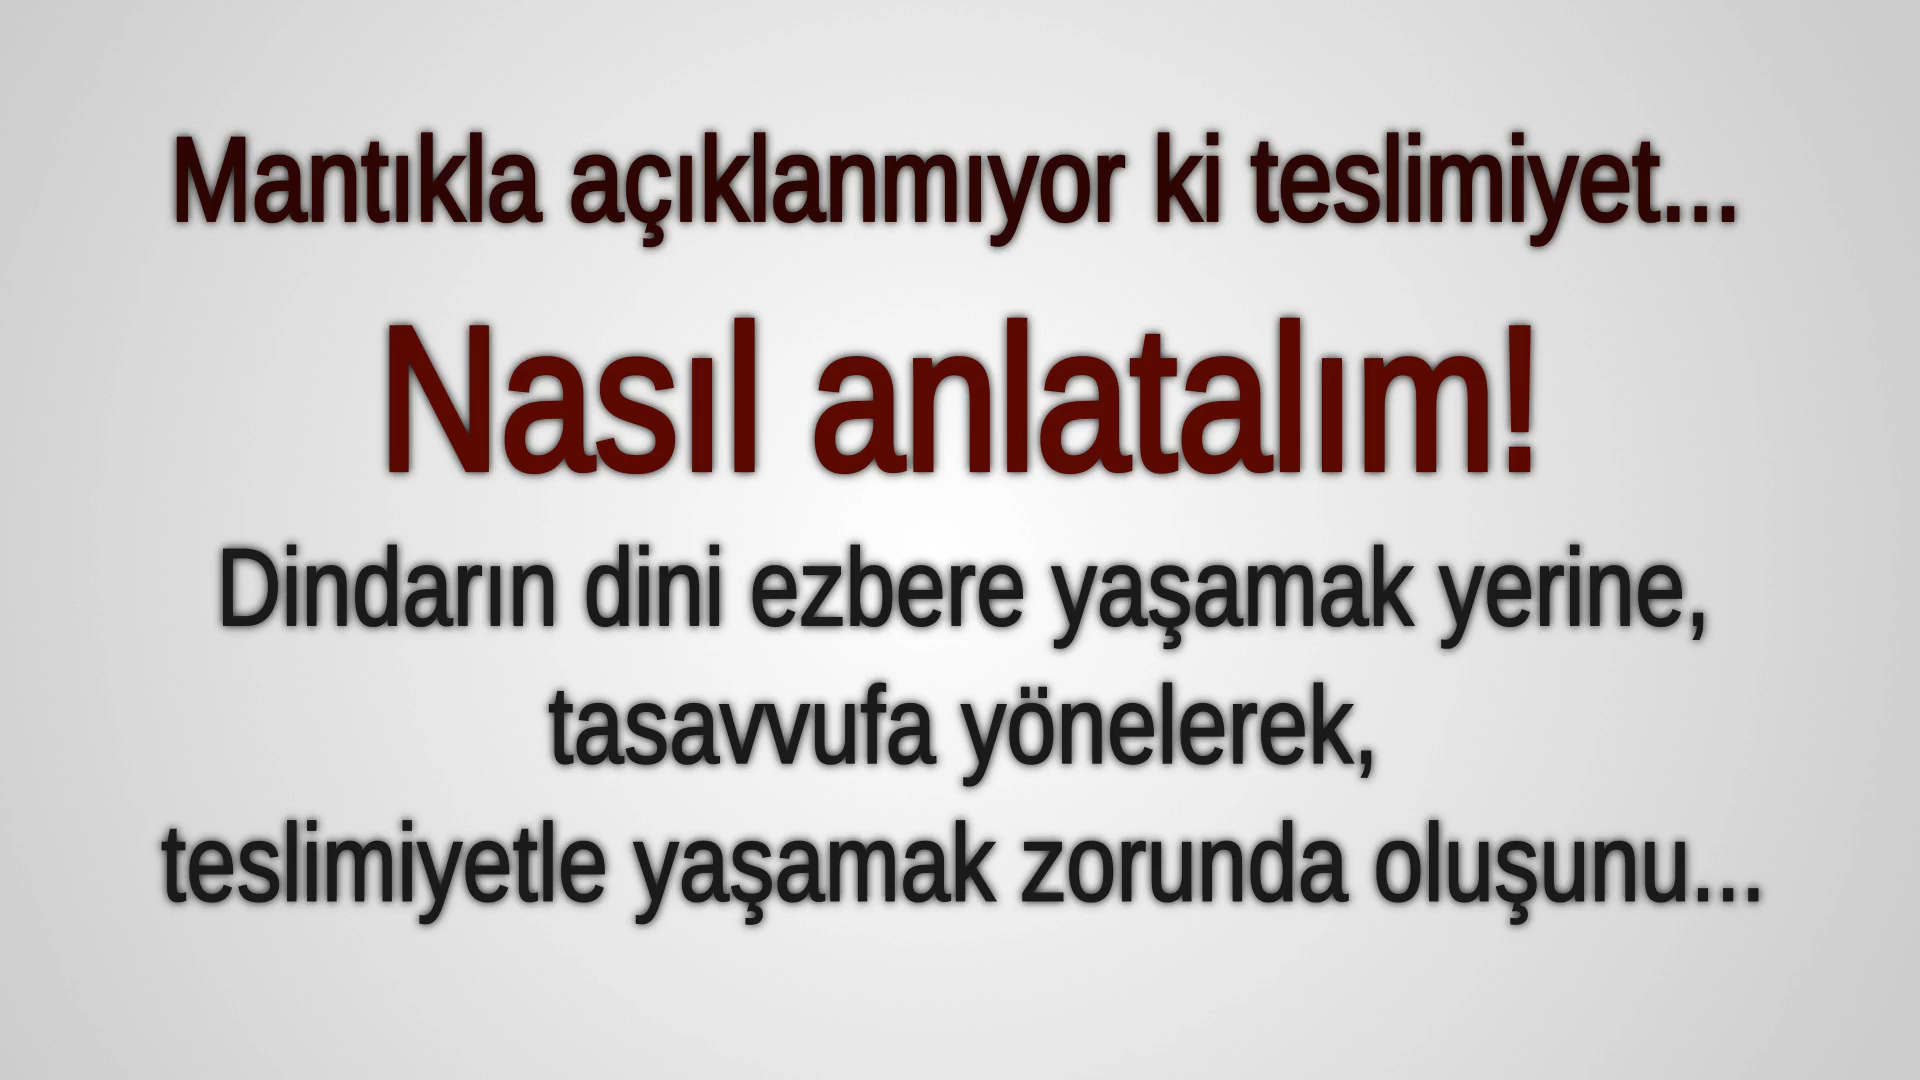 Mantıkla açıklanmıyor ki teslimiyet...
Nasıl anlatalım!
Dindarın dini ezbere yaşamak yerine,
tasavvufa yönelerek,
teslimiyetle yaşamak zorunda oluşunu...